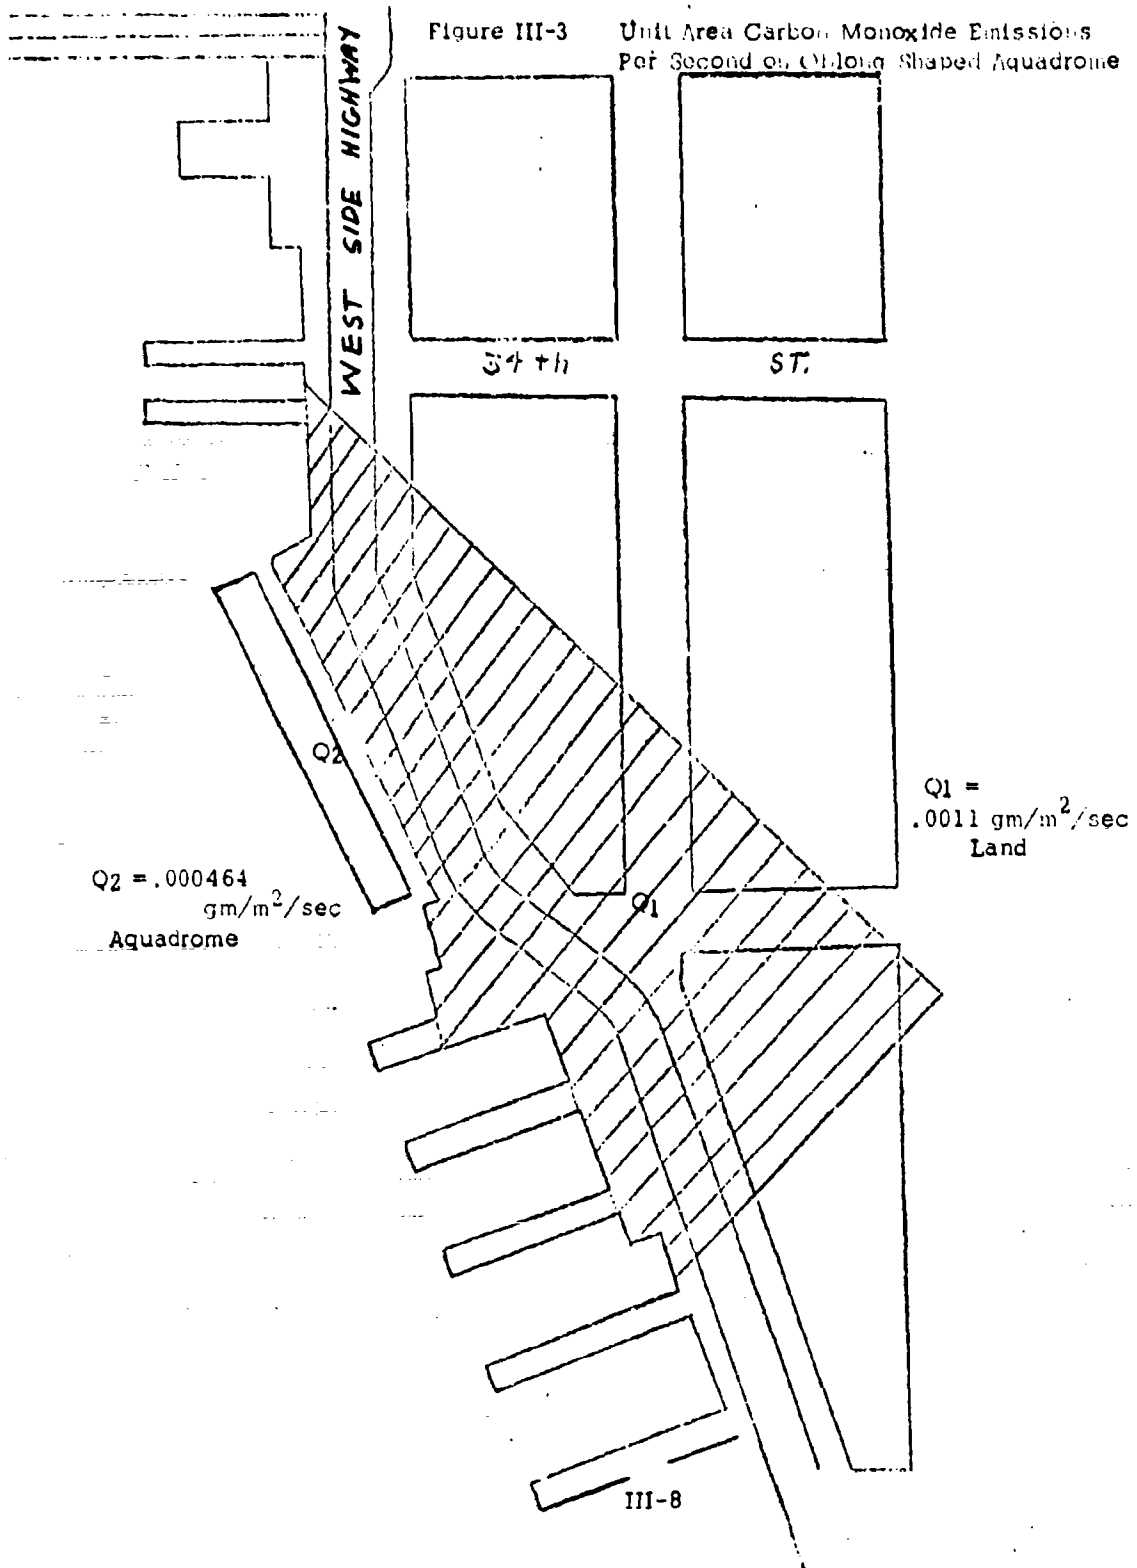 Figure III-3 Unit Area Carbon Monoxide Emissions
Per Second on Oblong Shaped Aquadrome
WEST SIDE HIGHWAY
34th ST.
Q2
Q1 =
.0011 gm/m²/sec
Land
Q2 = .000464
gm/m²/sec
Aquadrome
Q1
III-8